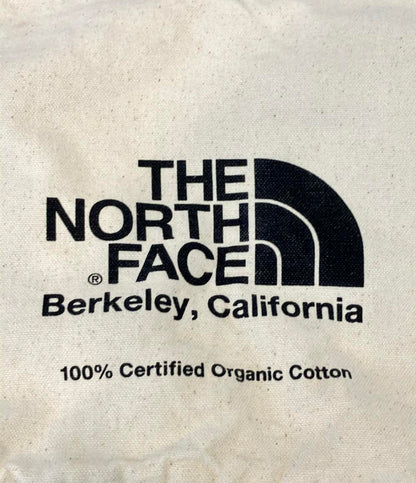 THE
NORTH
® FACE
Berkeley, California
100% Certified Organic Cotton